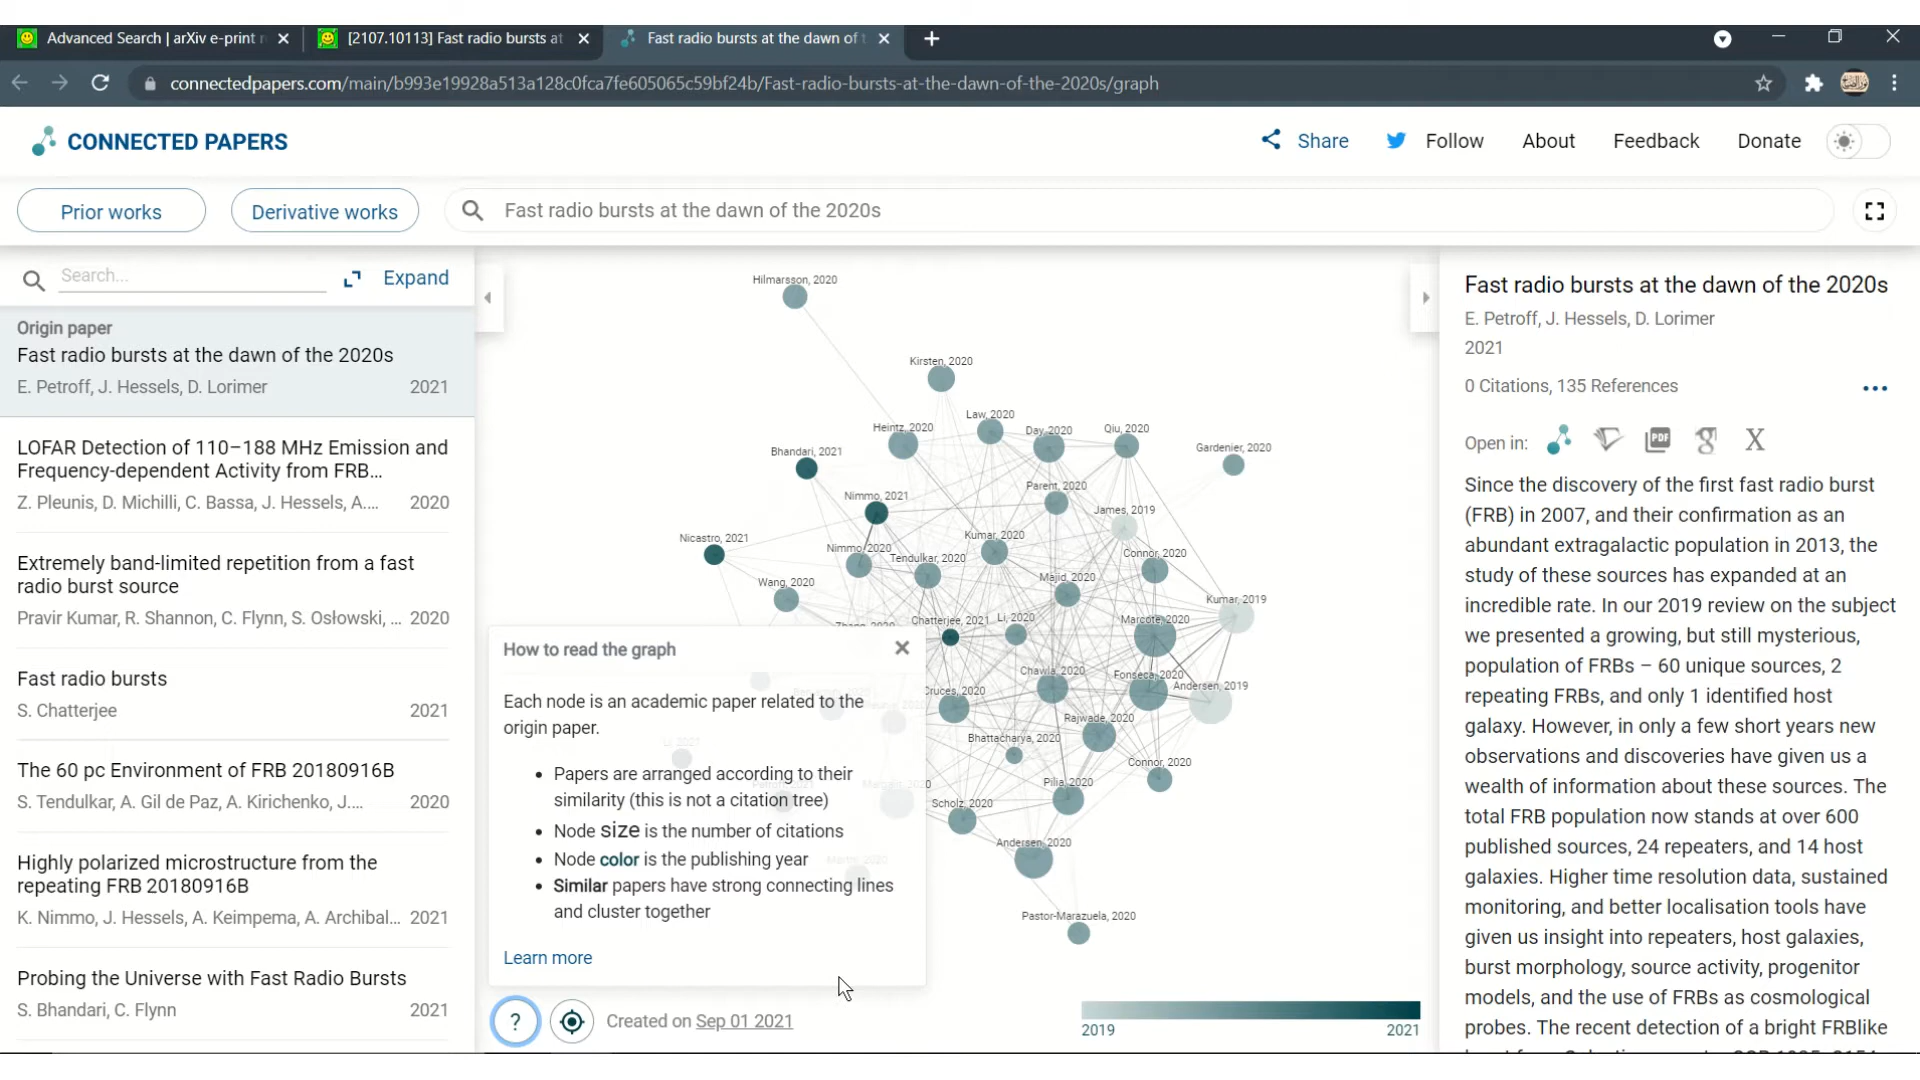 Advanced Search | arXiv e-print r
[2107.10113] Fast radio bursts at
Fast radio bursts at the dawn of t
connectedpapers.com/main/b993e19928a513a128c0fca7fe605065c59bf24b/Fast-radio-bursts-at-the-dawn-of-the-2020s/graph
CONNECTED PAPERS
Share
Follow
About
Feedback
Donate
Prior works
Derivative works
Fast radio bursts at the dawn of the 2020s
Search...
Expand
Origin paper
Fast radio bursts at the dawn of the 2020s
E. Petroff, J. Hessels, D. Lorimer 2021
LOFAR Detection of 110–188 MHz Emission and
Frequency-dependent Activity from FRB...
Z. Pleunis, D. Michilli, C. Bassa, J. Hessels, A.... 2020
Extremely band-limited repetition from a fast
radio burst source
Pravir Kumar, R. Shannon, C. Flynn, S. Osłowski, ... 2020
Fast radio bursts
S. Chatterjee 2021
The 60 pc Environment of FRB 20180916B
S. Tendulkar, A. Gil de Paz, A. Kirichenko, J.... 2020
Highly polarized microstructure from the
repeating FRB 20180916B
K. Nimmo, J. Hessels, A. Keimpema, A. Archibal... 2021
Probing the Universe with Fast Radio Bursts
S. Bhandari, C. Flynn 2021
Hilmarsson, 2020
Kirsten, 2020
Law, 2020
Heintz, 2020
Day, 2020
Qiu, 2020
Bhandari, 2021
Gardenier, 2020
Parent, 2020
Nimmo, 2021
James, 2019
Nicastro, 2021
Kumar, 2020
Nimmo, 2020
Tendulkar, 2020
Connor, 2020
Wang, 2020
Majid, 2020
Kumar, 2019
Zhang, 2020
Chatterjee, 2021
Li, 2020
Marcote, 2020
Chawla, 2020
Fonseca, 2020
Andersen, 2019
Cruces, 2020
Rajwade, 2020
Bhattacharya, 2020
Li, 2021
Connor, 2020
Pilia, 2020
Scholz, 2020
Andersen, 2020
Pastor-Marazuela, 2020
How to read the graph
Each node is an academic paper related to the
origin paper.
• Papers are arranged according to their
similarity (this is not a citation tree)
• Node size is the number of citations
• Node color is the publishing year
• Similar papers have strong connecting lines
and cluster together
Learn more
?
Created on Sep 01 2021
2019
2021
Fast radio bursts at the dawn of the 2020s
E. Petroff, J. Hessels, D. Lorimer
2021
0 Citations, 135 References
Open in:
PDF
g
X
Since the discovery of the first fast radio burst
(FRB) in 2007, and their confirmation as an
abundant extragalactic population in 2013, the
study of these sources has expanded at an
incredible rate. In our 2019 review on the subject
we presented a growing, but still mysterious,
population of FRBs – 60 unique sources, 2
repeating FRBs, and only 1 identified host
galaxy. However, in only a few short years new
observations and discoveries have given us a
wealth of information about these sources. The
total FRB population now stands at over 600
published sources, 24 repeaters, and 14 host
galaxies. Higher time resolution data, sustained
monitoring, and better localisation tools have
given us insight into repeaters, host galaxies,
burst morphology, source activity, progenitor
models, and the use of FRBs as cosmological
probes. The recent detection of a bright FRBlike